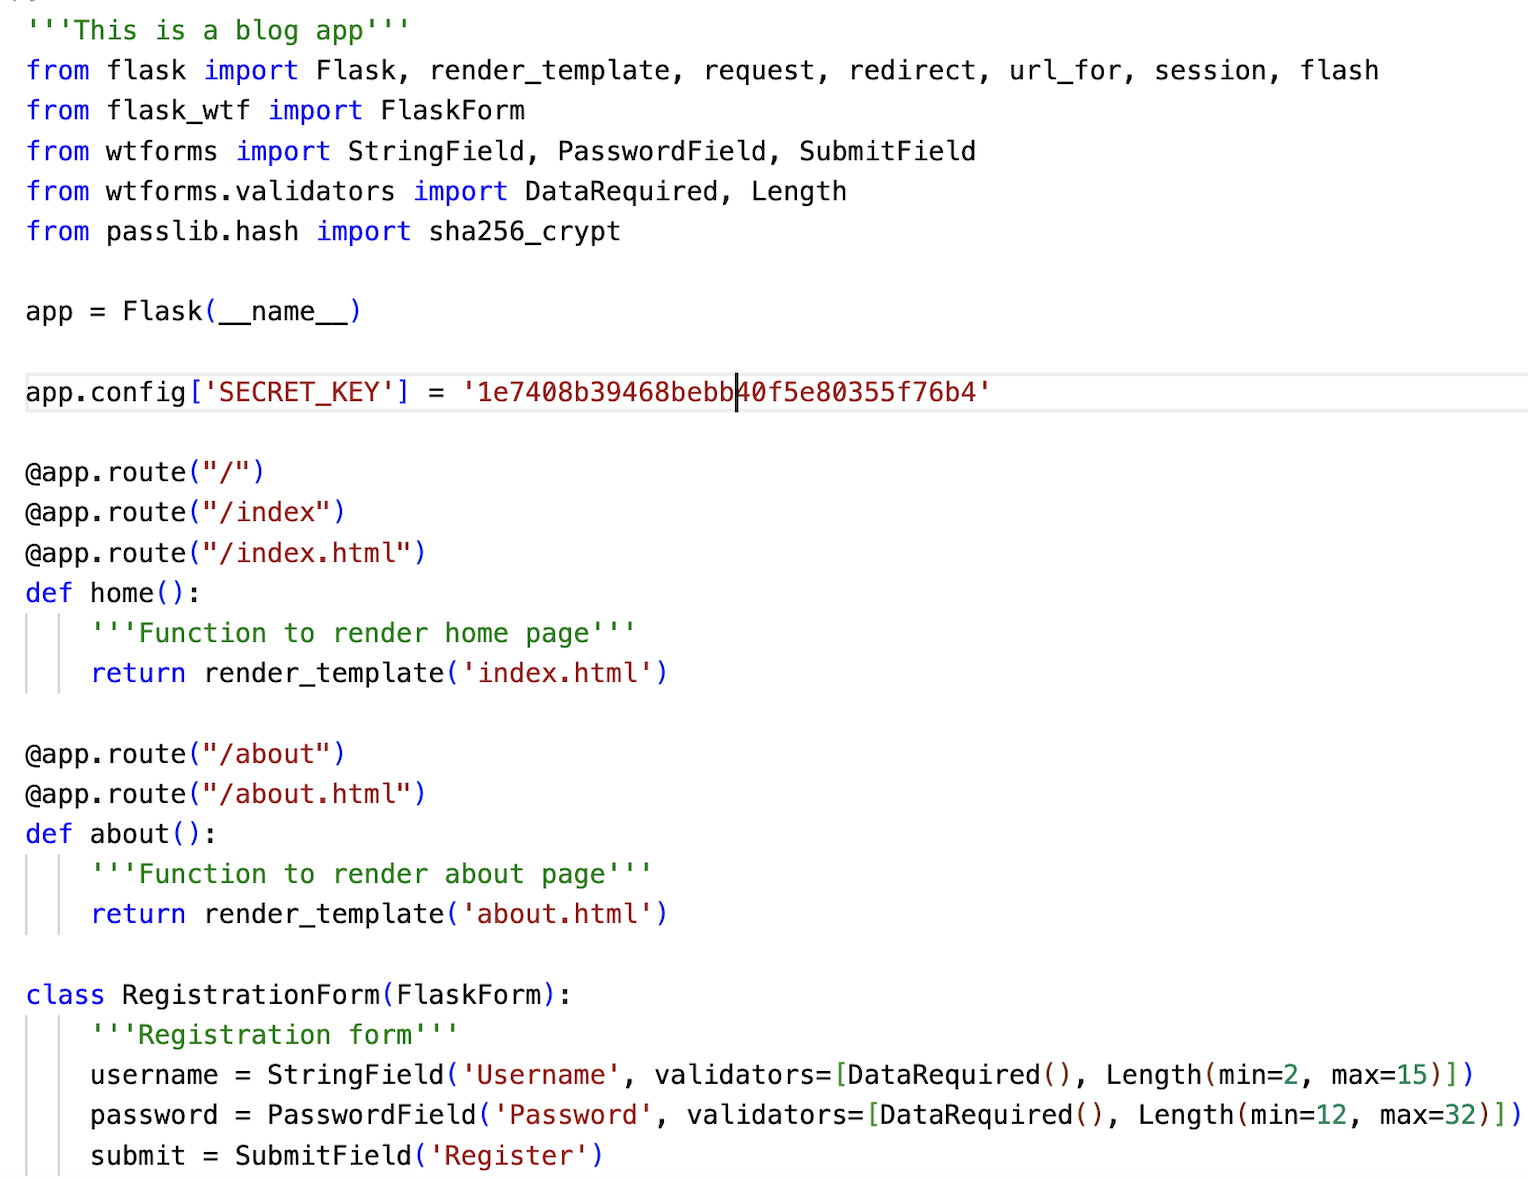 '''This is a blog app'''
from flask import Flask, render_template, request, redirect, url_for, session, flash
from flask_wtf import FlaskForm
from wtforms import StringField, PasswordField, SubmitField
from wtforms.validators import DataRequired, Length
from passlib.hash import sha256_crypt
app = Flask(__name__)
app.config['SECRET_KEY'] = '1e7408b39468bebb40f5e80355f76b4'
@app.route("/")
@app.route("/index")
@app.route("/index.html")
def home():
'''Function to render home page'''
return render_template('index.html')
@app.route("/about")
@app.route("/about.html")
def about():
'''Function to render about page'''
return render_template('about.html')
class RegistrationForm(FlaskForm):
'''Registration form'''
username = StringField('Username', validators=[DataRequired(), Length(min=2, max=15)])
password = PasswordField('Password', validators=[DataRequired(), Length(min=12, max=32)])
submit = SubmitField('Register')